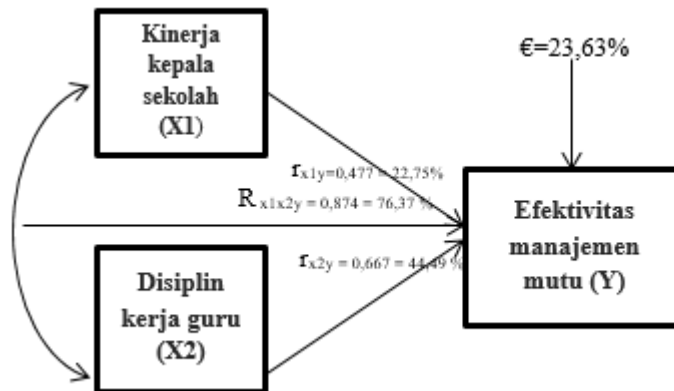 Kinerja
kepala
sekolah
(X1)
€=23,63%
rx1y=0,477 = 22,75%
R x1x2y = 0,874 = 76,37 %
rx2y = 0,667 = 44,49 %
Efektivitas
manajemen
mutu (Y)
Disiplin
kerja guru
(X2)